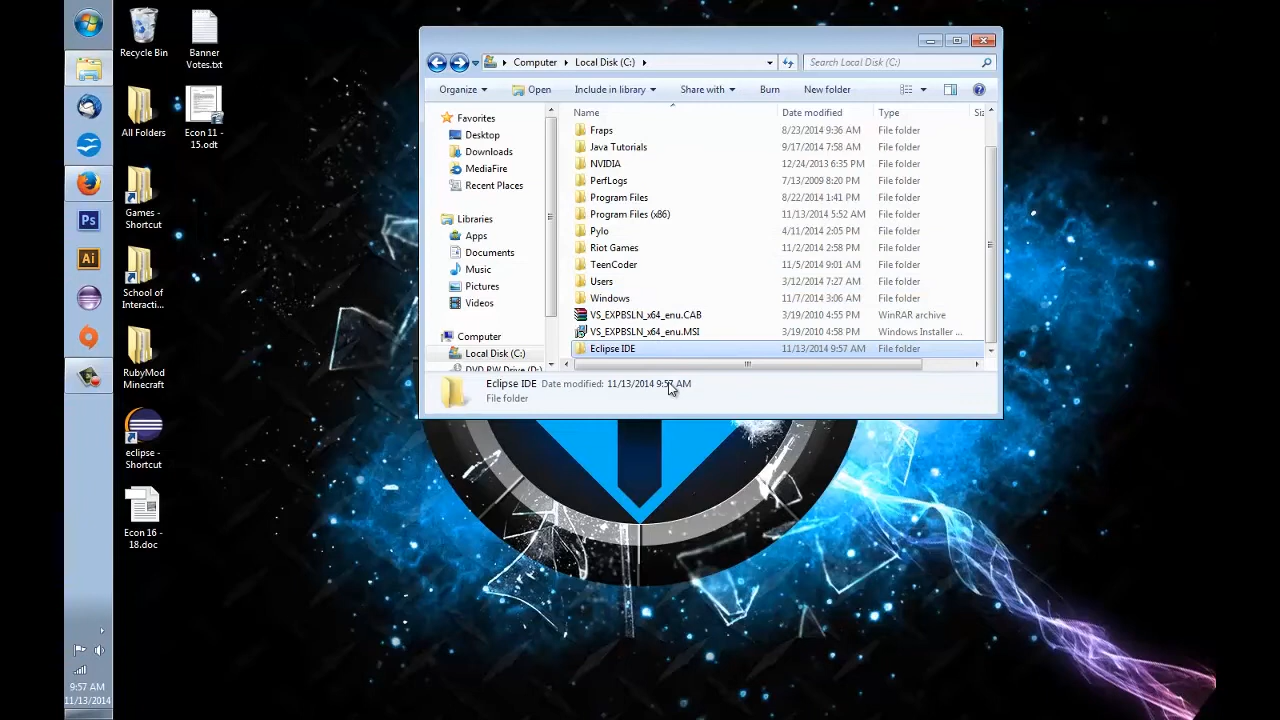 Recycle Bin
Banner
Votes.txt
All Folders
Econ 11 -
15.odt
Games -
Shortcut
School of
Interacti...
RubyMod
Minecraft
eclipse -
Shortcut
Econ 16 -
18.doc
Ps
Ai
9:57 AM
11/13/2014
Computer
Local Disk (C:)
Search Local Disk (C:)
Organize
Open
Include in library
Share with
Burn
New folder
Favorites
Desktop
Downloads
MediaFire
Recent Places
Libraries
Apps
Documents
Music
Pictures
Videos
Computer
Local Disk (C:)
DVD RW Drive (D:)
Name Date modified Type Siz
Fraps 8/23/2014 9:36 AM File folder
Java Tutorials 9/17/2014 7:58 AM File folder
NVIDIA 12/24/2013 6:35 PM File folder
PerfLogs 7/13/2009 8:20 PM File folder
Program Files 8/22/2014 1:41 PM File folder
Program Files (x86) 11/13/2014 9:52 AM File folder
Pylo 4/11/2014 2:05 PM File folder
Riot Games 11/2/2014 2:58 PM File folder
TeenCoder 11/5/2014 9:01 AM File folder
Users 3/12/2014 7:27 AM File folder
Windows 11/7/2014 AM File folder
VS_EXPBSLN_x64_enu.CAB 3/19/2010 4:55 PM WinRAR archive
VS_EXPBSLN_x64_enu.MSI 3/19/2010 4:58 PM Windows Installer ...
Eclipse IDE 11/13/2014 9:57 AM File folder
Eclipse IDE Date modified: 11/13/2014 9:57 AM
File folder